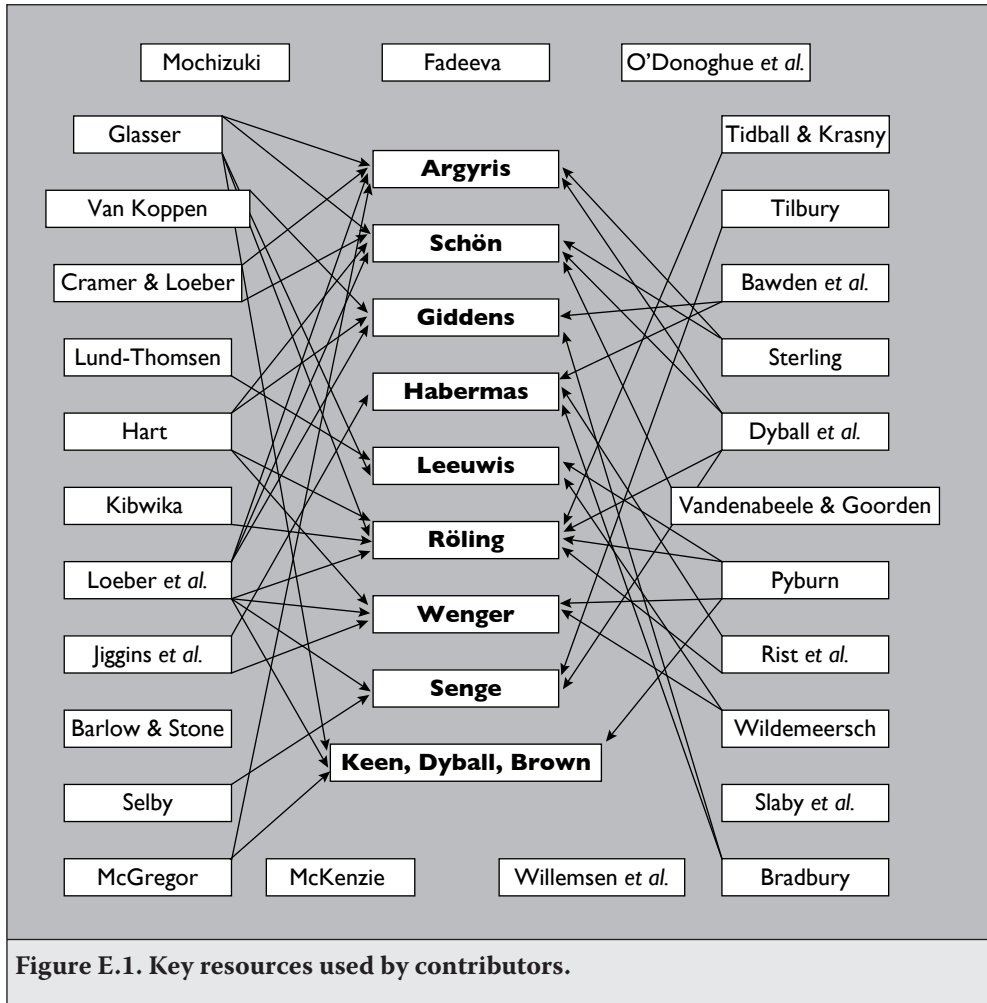 Mochizuki
Fadeeva
O'Donoghue et al.
Glasser
Tidball & Krasny
Argyris
Van Koppen
Tilbury
Schön
Cramer & Loeber
Bawden et al.
Giddens
Lund-Thomsen
Sterling
Habermas
Hart
Dyball et al.
Leeuwis
Kibwika
Vandenabeele & Goorden
Röling
Loeber et al.
Pyburn
Wenger
Jiggins et al.
Rist et al.
Senge
Barlow & Stone
Wildemeersch
Keen, Dyball, Brown
Selby
Slaby et al.
McGregor
McKenzie
Willemsen et al.
Bradbury
Figure E.1. Key resources used by contributors.